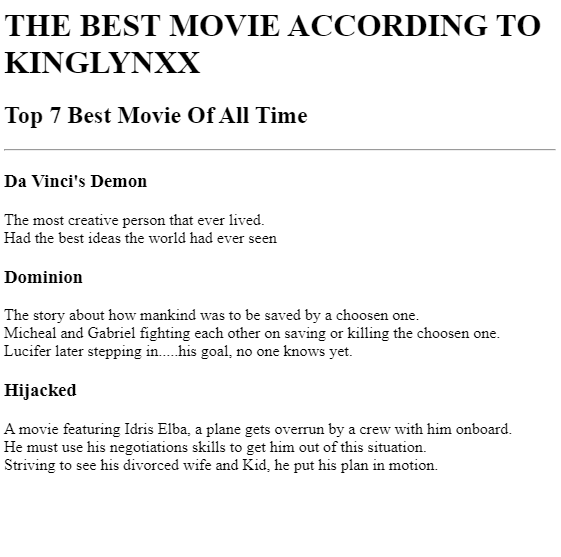 THE BEST MOVIE ACCORDING TO
KINGLYNXX
Top 7 Best Movie Of All Time
Da Vinci's Demon
The most creative person that ever lived.
Had the best ideas the world had ever seen
Dominion
The story about how mankind was to be saved by a choosen one.
Micheal and Gabriel fighting each other on saving or killing the choosen one.
Lucifer later stepping in.....his goal, no one knows yet.
Hijacked
A movie featuring Idris Elba, a plane gets overrun by a crew with him onboard.
He must use his negotiations skills to get him out of this situation.
Striving to see his divorced wife and Kid, he put his plan in motion.